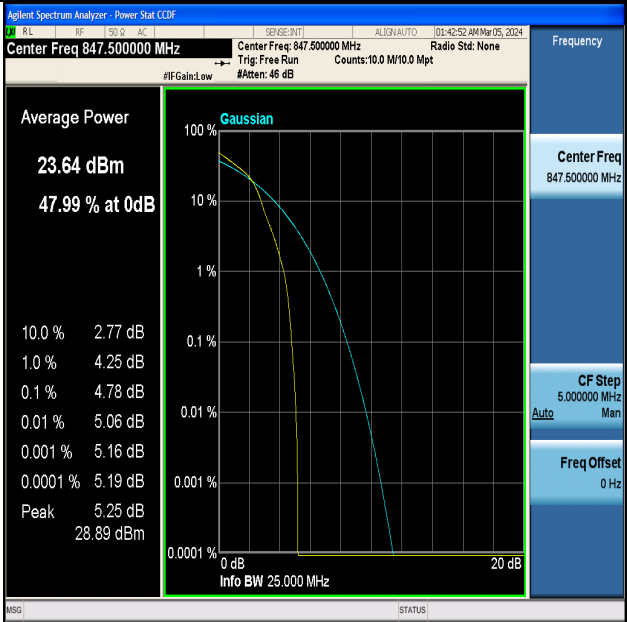 Agilent Spectrum Analyzer - Power Stat CCDF
LXI RL RF 50 Ω AC SENSE:INT ALIGN AUTO 01:42:52 AM Mar 05, 2024
Center Freq 847.500000 MHz
Center Freq: 847.500000 MHz Radio Std: None
Trig: Free Run Counts:10.0 M/10.0 Mpt
#IFGain:Low #Atten: 46 dB
Frequency
Average Power
23.64 dBm
47.99 % at 0dB
10.0 % 2.77 dB
1.0 % 4.25 dB
0.1 % 4.78 dB
0.01 % 5.06 dB
0.001 % 5.16 dB
0.0001 % 5.19 dB
Peak 5.25 dB
28.89 dBm
Gaussian
100 %
10 %
1 %
0.1 %
0.01 %
0.001 %
0.0001 %
0 dB 20 dB
Info BW 25.000 MHz
Center Freq
847.500000 MHz
CF Step
5.000000 MHz
Auto Man
Freq Offset
0 Hz
MSG STATUS